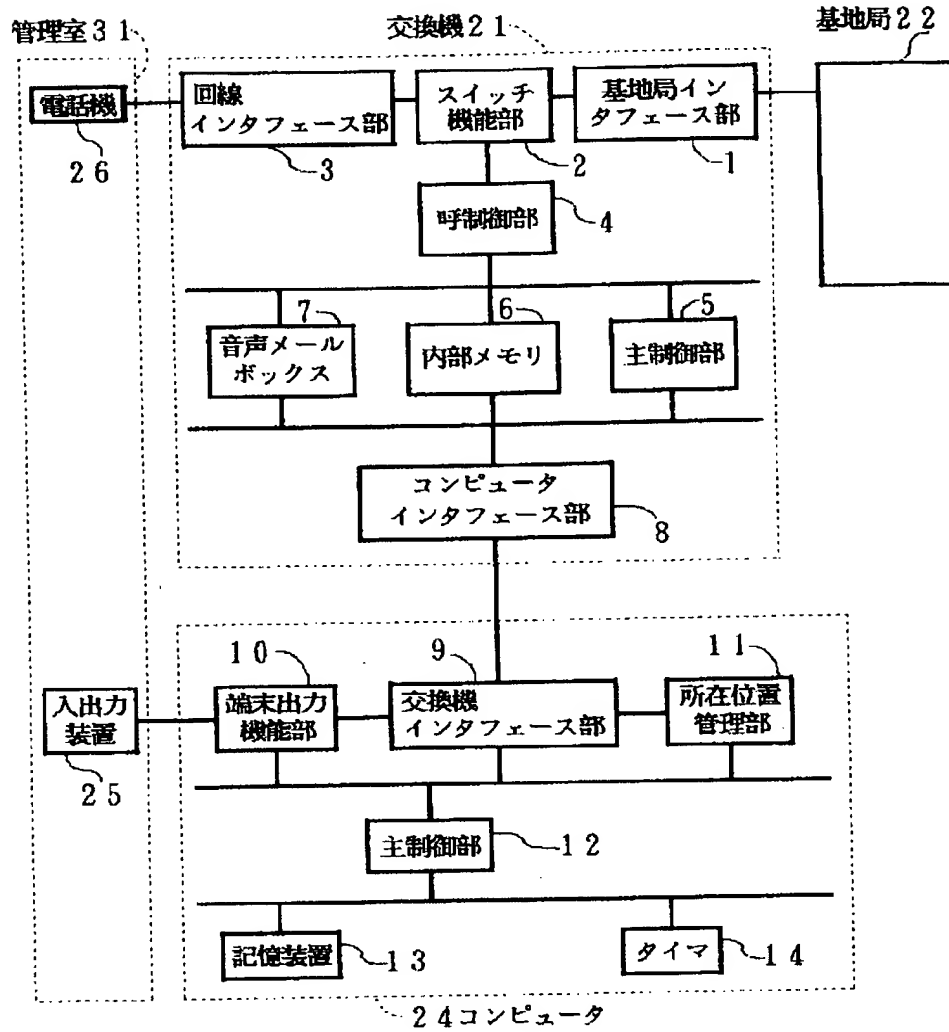 管理室31
交換機21
基地局22
電話機
26
回線
インタフェース部
3
スイッチ
機能部
2
基地局イン
タフェース部
1
呼制御部
4
7
音声メール
ボックス
6
内部メモリ
5
主制御部
コンピュータ
インタフェース部
8
10
端末出力
機能部
9
交換機
インタフェース部
11
所在位置
管理部
入出力
装置
25
主制御部
12
記憶装置
13
タイマ
14
24コンピュータ